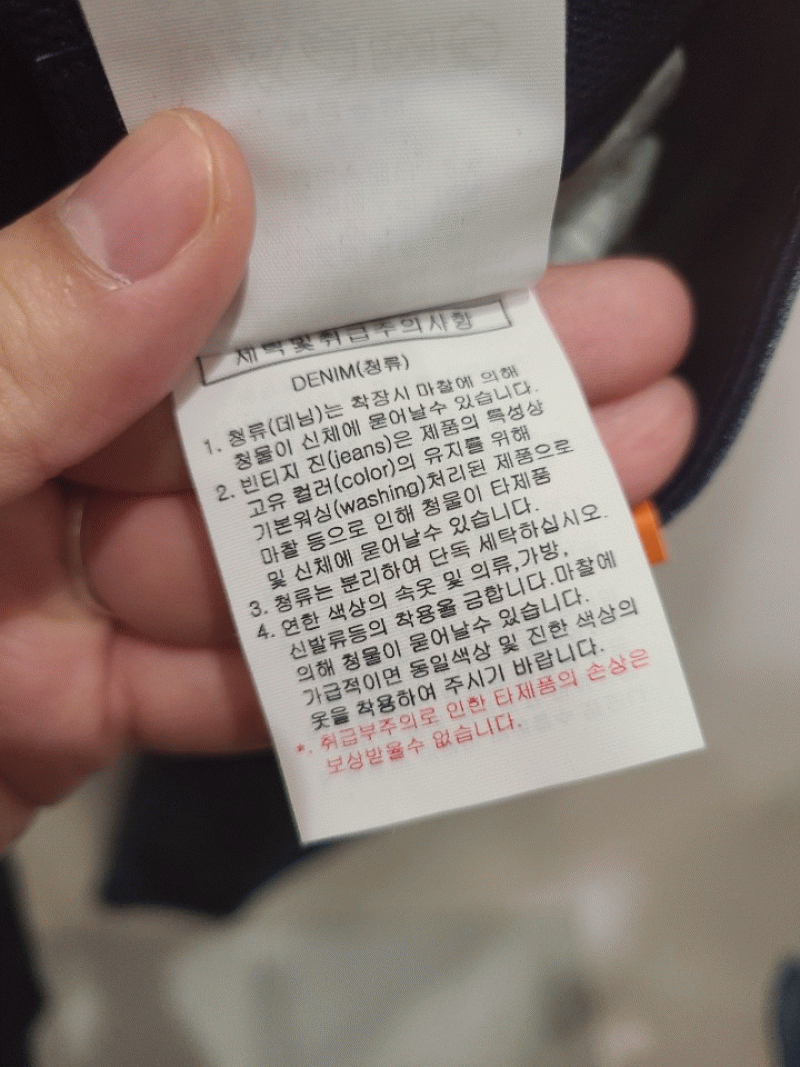 세탁및취급주의사항
DENIM(청류)
1. 청류(데님)는 착장시 마찰에 의해
청물이 신체에 묻어날수 있습니다.
2. 빈티지 진(jeans)은 제품의 특성상
고유 컬러(color)의 유지를 위해
기본워싱(washing)처리된 제품으로
마찰 등으로 인해 청물이 타제품
및 신체에 묻어날수 있습니다.
3. 청류는 분리하여 단독 세탁하십시오.
4. 연한 색상의 속옷 및 의류,가방,
신발류등의 착용을 금합니다.마찰에
의해 청물이 묻어날수 있습니다.
가급적이면 동일색상 및 진한 색상의
옷을 착용하여 주시기 바랍니다.
*. 취급부주의로 인한 타제품의 손상은
보상받을수 없습니다.